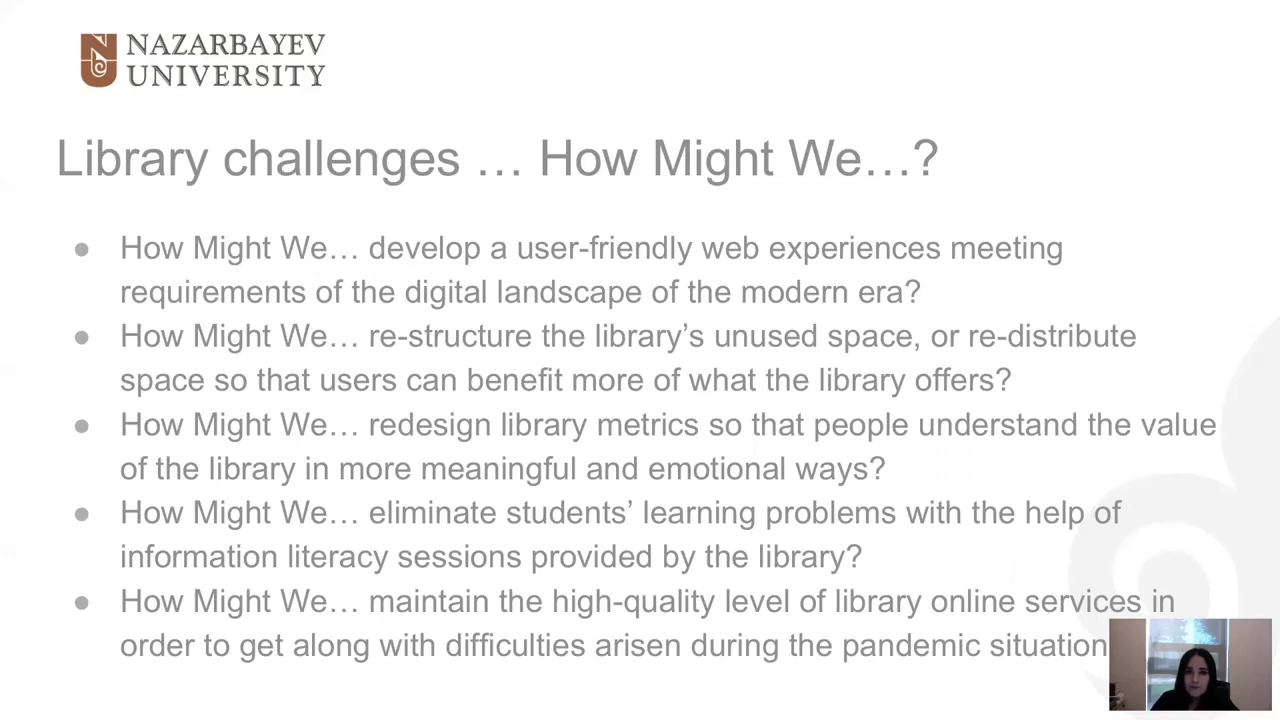 NAZARBAYEV
UNIVERSITY
Library challenges … How Might We…?
● How Might We… develop a user-friendly web experiences meeting
requirements of the digital landscape of the modern era?
● How Might We… re-structure the library’s unused space, or re-distribute
space so that users can benefit more of what the library offers?
● How Might We… redesign library metrics so that people understand the value
of the library in more meaningful and emotional ways?
● How Might We… eliminate students’ learning problems with the help of
information literacy sessions provided by the library?
● How Might We… maintain the high-quality level of library online services in
order to get along with difficulties arisen during the pandemic situation